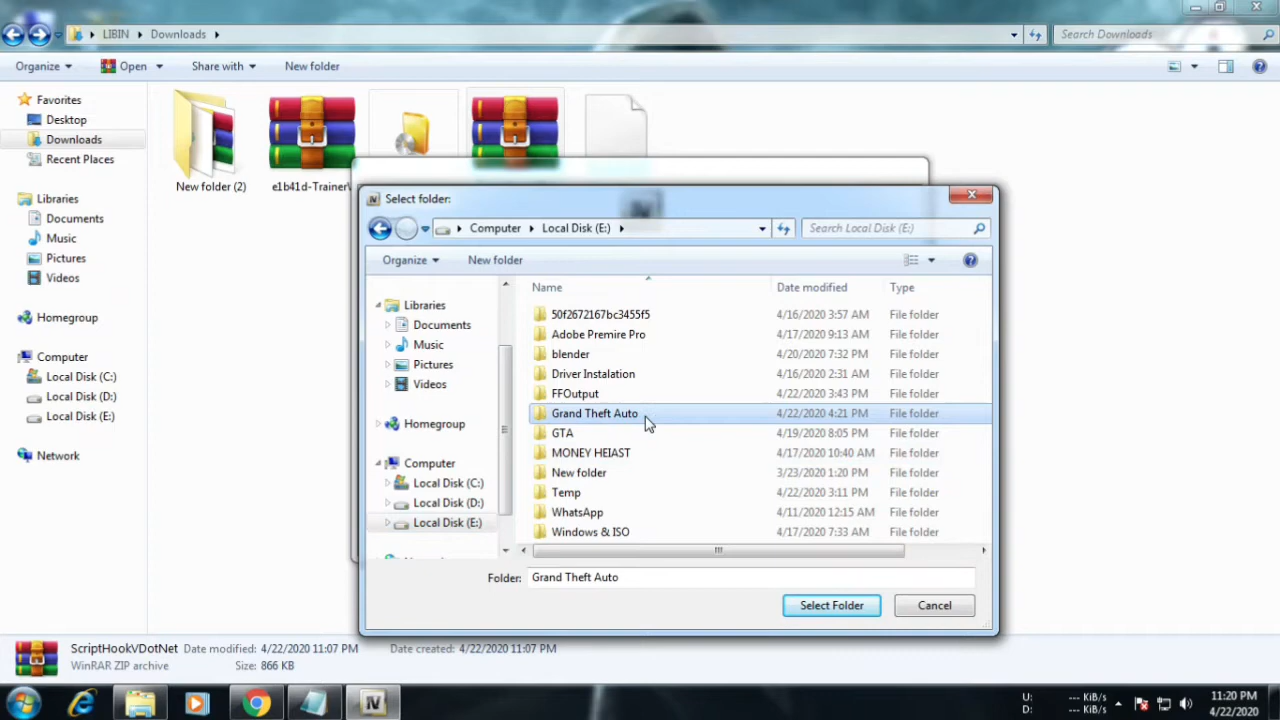 LIBIN Downloads
Search Downloads
Organize Open Share with New folder
Favorites
Desktop
Downloads
Recent Places
Libraries
Documents
Music
Pictures
Videos
Homegroup
Computer
Local Disk (C:)
Local Disk (D:)
Local Disk (E:)
Network
New folder (2)
e1b41d-Trainer
Select folder:
Computer Local Disk (E:)
Search Local Disk (E:)
Organize New folder
Libraries
Documents
Music
Pictures
Videos
Homegroup
Computer
Local Disk (C:)
Local Disk (D:)
Local Disk (E:)
Name Date modified Type
50f2672167bc3455f5 4/16/2020 3:57 AM File folder
Adobe Premire Pro 4/17/2020 9:13 AM File folder
blender 4/20/2020 7:32 PM File folder
Driver Instalation 4/16/2020 2:31 AM File folder
FFOutput 4/22/2020 3:43 PM File folder
Grand Theft Auto 4/22/2020 4:21 PM File folder
GTA 4/19/2020 8:05 PM File folder
MONEY HEIAST 4/17/2020 10:40 AM File folder
New folder 3/23/2020 1:20 PM File folder
Temp 4/22/2020 3:11 PM File folder
WhatsApp 4/11/2020 12:15 AM File folder
Windows & ISO 4/17/2020 7:33 AM File folder
Folder: Grand Theft Auto
Select Folder Cancel
ScriptHookVDotNet Date modified: 4/22/2020 11:07 PM Date created: 4/22/2020 11:07 PM
WinRAR ZIP archive Size: 866 KB
U: --- KiB/s
D: --- KiB/s
11:20 PM
4/22/2020